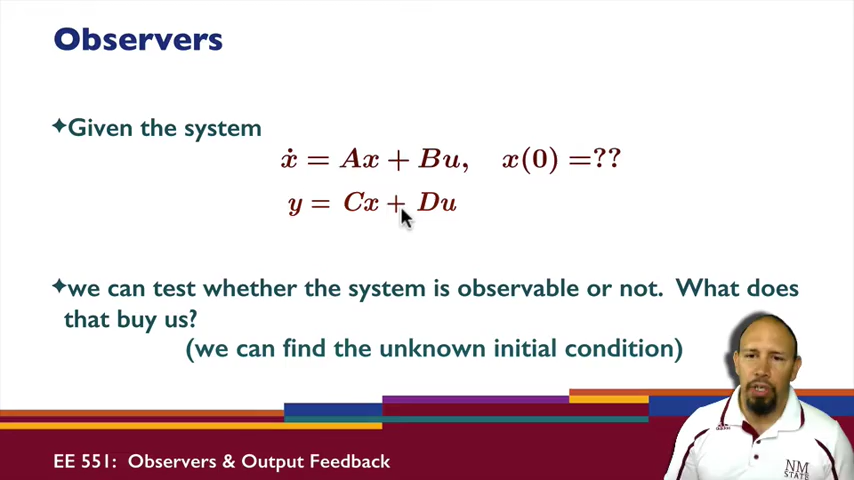 Observers
✦Given the system
ẋ = Ax + Bu, x(0) =??
y = Cx + Du
✦we can test whether the system is observable or not. What does
that buy us?
(we can find the unknown initial condition)
NM
STATE
EE 551: Observers & Output Feedback